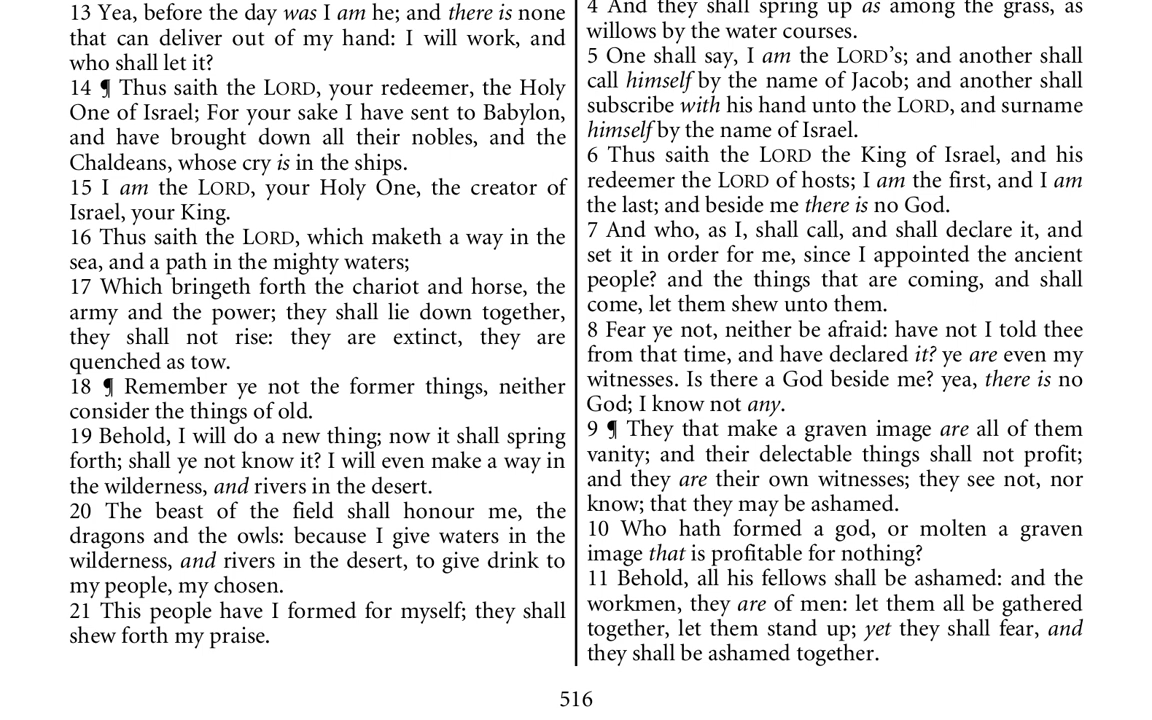 13 Yea, before the day was I am he; and there is none
that can deliver out of my hand: I will work, and
who shall let it?
14 ¶ Thus saith the LORD, your redeemer, the Holy
One of Israel; For your sake I have sent to Babylon,
and have brought down all their nobles, and the
Chaldeans, whose cry is in the ships.
15 I am the LORD, your Holy One, the creator of
Israel, your King.
16 Thus saith the LORD, which maketh a way in the
sea, and a path in the mighty waters;
17 Which bringeth forth the chariot and horse, the
army and the power; they shall lie down together,
they shall not rise: they are extinct, they are
quenched as tow.
18 ¶ Remember ye not the former things, neither
consider the things of old.
19 Behold, I will do a new thing; now it shall spring
forth; shall ye not know it? I will even make a way in
the wilderness, and rivers in the desert.
20 The beast of the field shall honour me, the
dragons and the owls: because I give waters in the
wilderness, and rivers in the desert, to give drink to
my people, my chosen.
21 This people have I formed for myself; they shall
shew forth my praise.
4 And they shall spring up as among the grass, as
willows by the water courses.
5 One shall say, I am the LORD's; and another shall
call himself by the name of Jacob; and another shall
subscribe with his hand unto the LORD, and surname
himself by the name of Israel.
6 Thus saith the LORD the King of Israel, and his
redeemer the LORD of hosts; I am the first, and I am
the last; and beside me there is no God.
7 And who, as I, shall call, and shall declare it, and
set it in order for me, since I appointed the ancient
people? and the things that are coming, and shall
come, let them shew unto them.
8 Fear ye not, neither be afraid: have not I told thee
from that time, and have declared it? ye are even my
witnesses. Is there a God beside me? yea, there is no
God; I know not any.
9 ¶ They that make a graven image are all of them
vanity; and their delectable things shall not profit;
and they are their own witnesses; they see not, nor
know; that they may be ashamed.
10 Who hath formed a god, or molten a graven
image that is profitable for nothing?
11 Behold, all his fellows shall be ashamed: and the
workmen, they are of men: let them all be gathered
together, let them stand up; yet they shall fear, and
they shall be ashamed together.
516